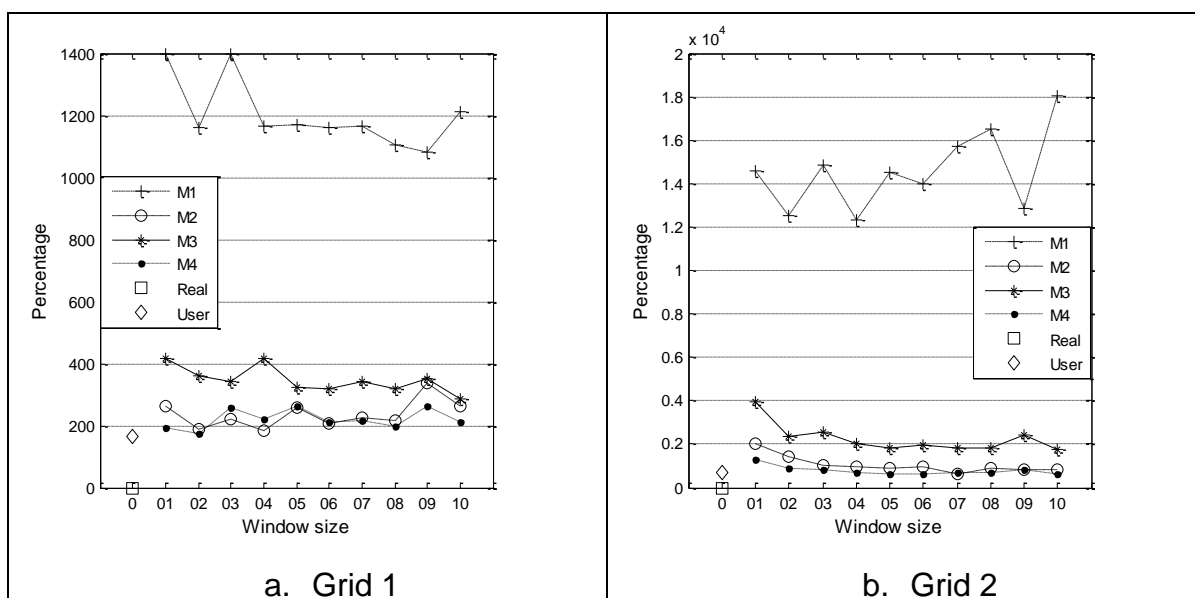 1400
1200
1000
800
600
400
200
0
Percentage
M1
M2
M3
M4
Real
User
0 01 02 03 04 05 06 07 08 09 10
Window size
a. Grid 1
x 10^4
2
1.8
1.6
1.4
1.2
1
0.8
0.6
0.4
0.2
0
Percentage
M1
M2
M3
M4
Real
User
0 01 02 03 04 05 06 07 08 09 10
Window size
b. Grid 2